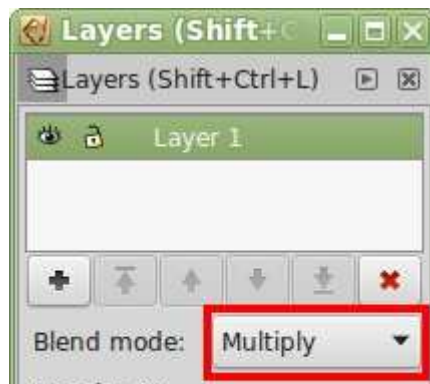 Layers (Shift+C
Layers (Shift+Ctrl+L)
Layer 1
Blend mode: Multiply